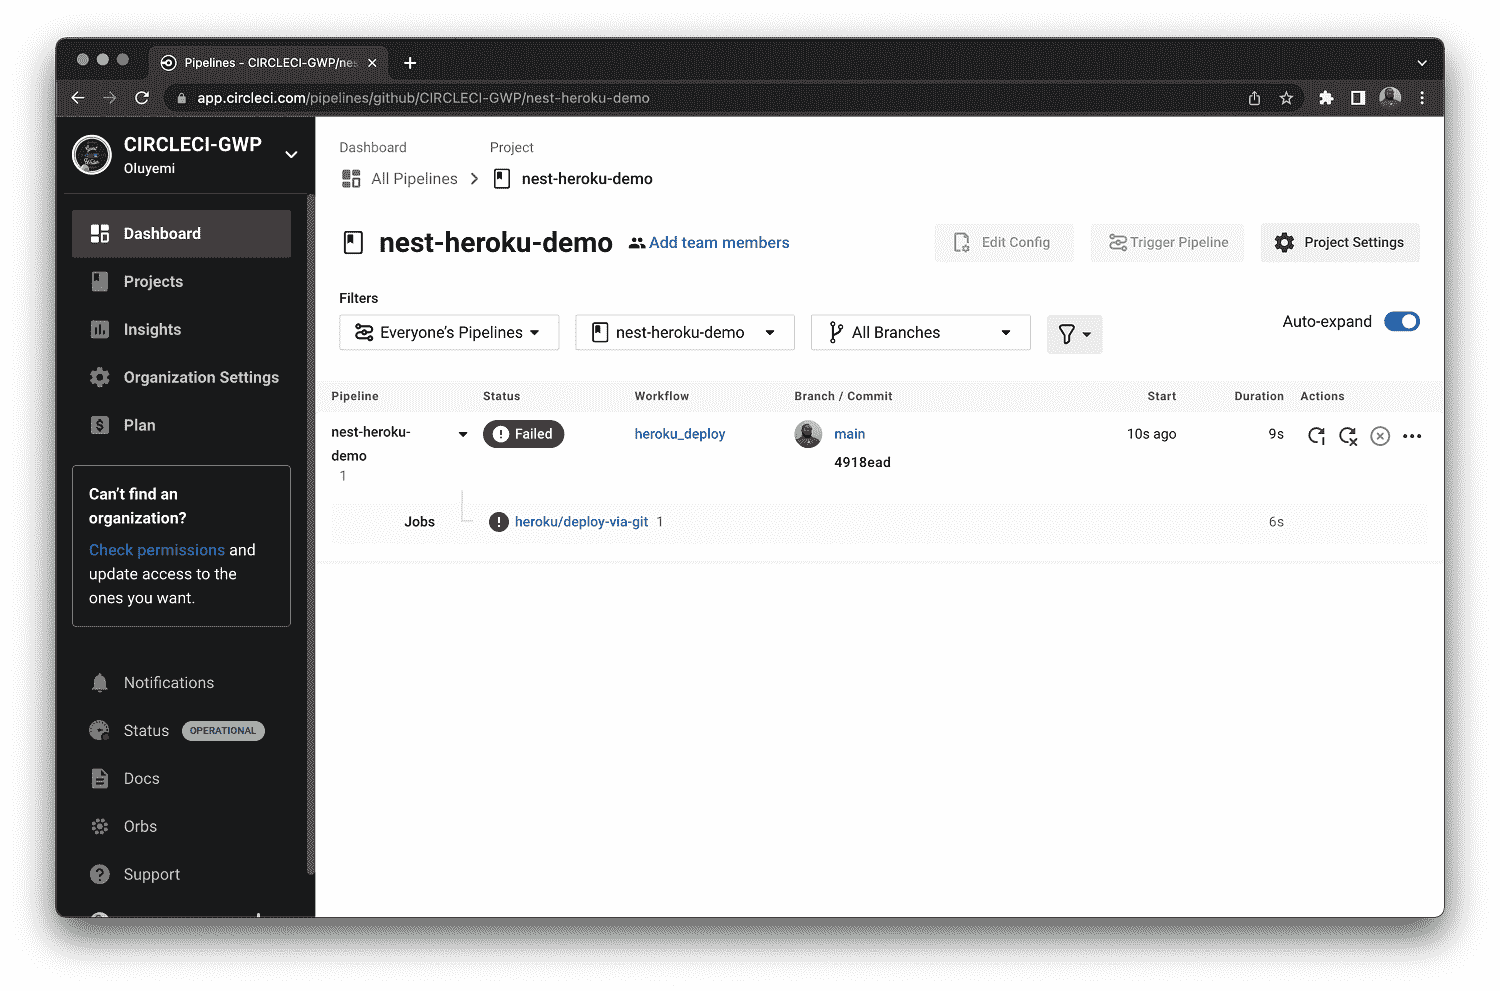 Pipelines - CIRCLECI-GWP/nes
app.circleci.com/pipelines/github/CIRCLECI-GWP/nest-heroku-demo
CIRCLECI-GWP
Oluyemi
Dashboard
Projects
Insights
Organization Settings
Plan
Can't find an
organization?
Check permissions and
update access to the
ones you want.
Notifications
Status OPERATIONAL
Docs
Orbs
Support
Dashboard Project
All Pipelines nest-heroku-demo
nest-heroku-demo Add team members Edit Config Trigger Pipeline Project Settings
Filters
Everyone's Pipelines nest-heroku-demo All Branches Auto-expand
Pipeline Status Workflow Branch / Commit Start Duration Actions
nest-heroku- Failed heroku_deploy main 10s ago 9s
demo 4918ead
1
Jobs heroku/deploy-via-git 1 6s